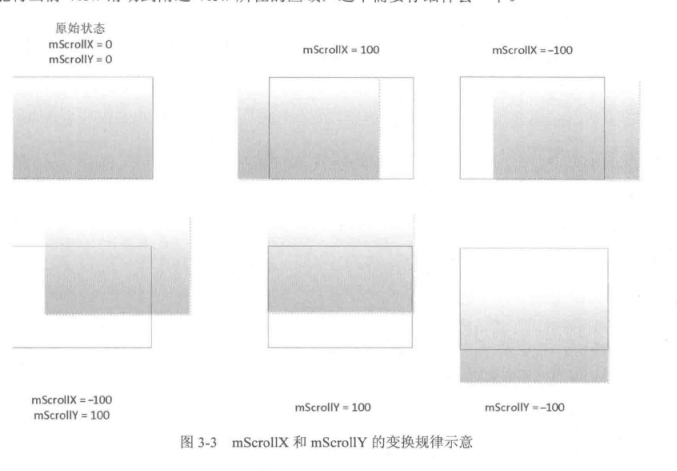 原始状态
mScrollX = 0
mScrollY = 0
mScrollX = 100
mScrollX = −100
mScrollX = −100
mScrollY = 100
mScrollY = 100
mScrollY = −100
图 3-3 mScrollX 和 mScrollY 的变换规律示意